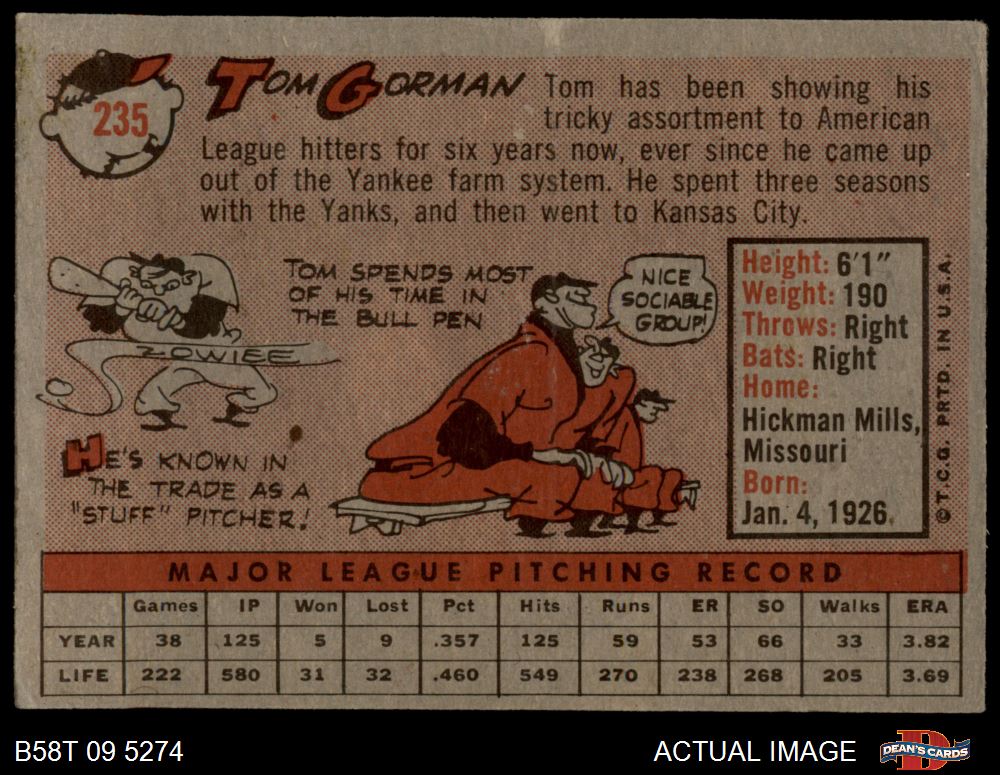 235
TOM GORMAN
Tom has been showing his
tricky assortment to American
League hitters for six years now, ever since he came up
out of the Yankee farm system. He spent three seasons
with the Yanks, and then went to Kansas City.
TOM SPENDS MOST
OF HIS TIME IN
THE BULL PEN
NICE
SOCIABLE
GROUP!
ZOWIEE
HE'S KNOWN IN
THE TRADE AS A
"STUFF" PITCHER!
Height: 6'1"
Weight: 190
Throws: Right
Bats: Right
Home:
Hickman Mills,
Missouri
Born:
Jan. 4, 1926.
© T.C.G. PRTD. IN U.S.A.
MAJOR LEAGUE PITCHING RECORD
Games IP Won Lost Pct Hits Runs ER SO Walks ERA
YEAR 38 125 5 9 .357 125 59 53 66 33 3.82
LIFE 222 580 31 32 .460 549 270 238 268 205 3.69
B58T 09 5274
ACTUAL IMAGE
DEAN'S CARDS